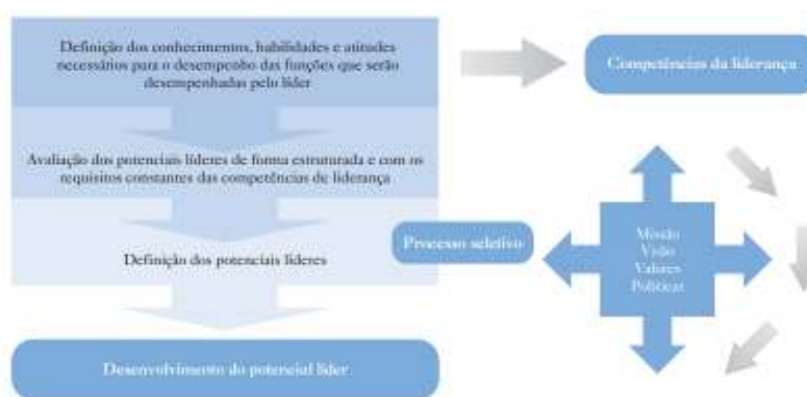 Definição dos conhecimentos, habilidades e atitudes
necessários para o desempenho das funções que serão
desempenhadas pelo líder
Competências da liderança
Avaliação dos potenciais líderes de forma estruturada e com os
requisitos constantes das competências de liderança
Processo seletivo
Missão
Visão
Valores
Políticas
Definição dos potenciais líderes
Desenvolvimento do potencial líder